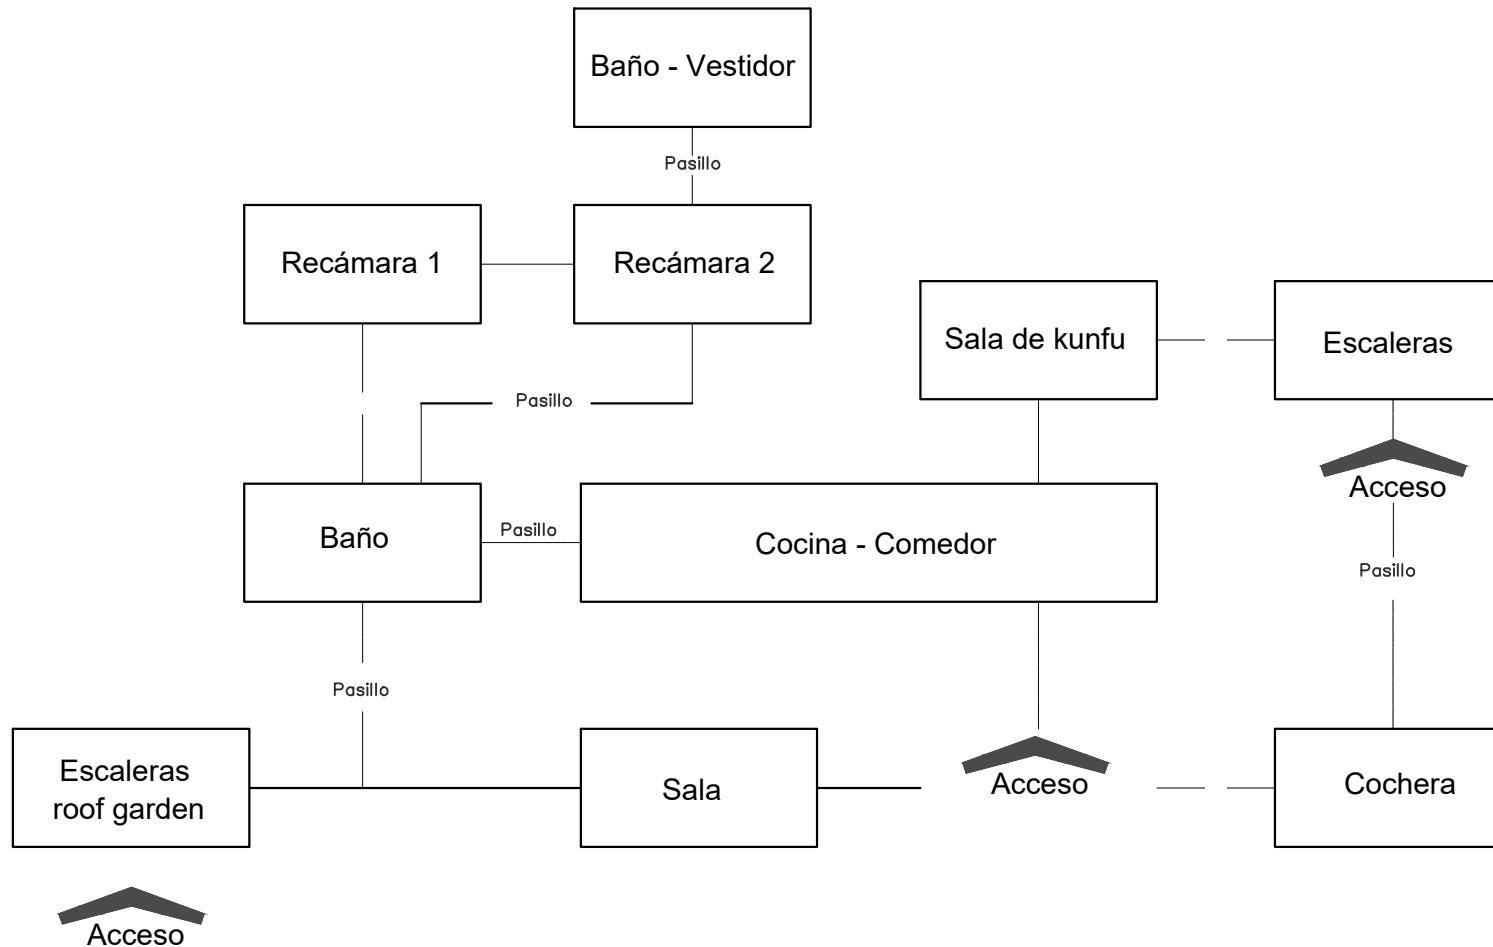 Baño - Vestidor
Pasillo
Recámara 1
Recámara 2
Sala de kunfu
Escaleras
Pasillo
Acceso
Baño
Pasillo
Cocina - Comedor
Pasillo
Pasillo
Escaleras
roof garden
Sala
Acceso
Cochera
Acceso